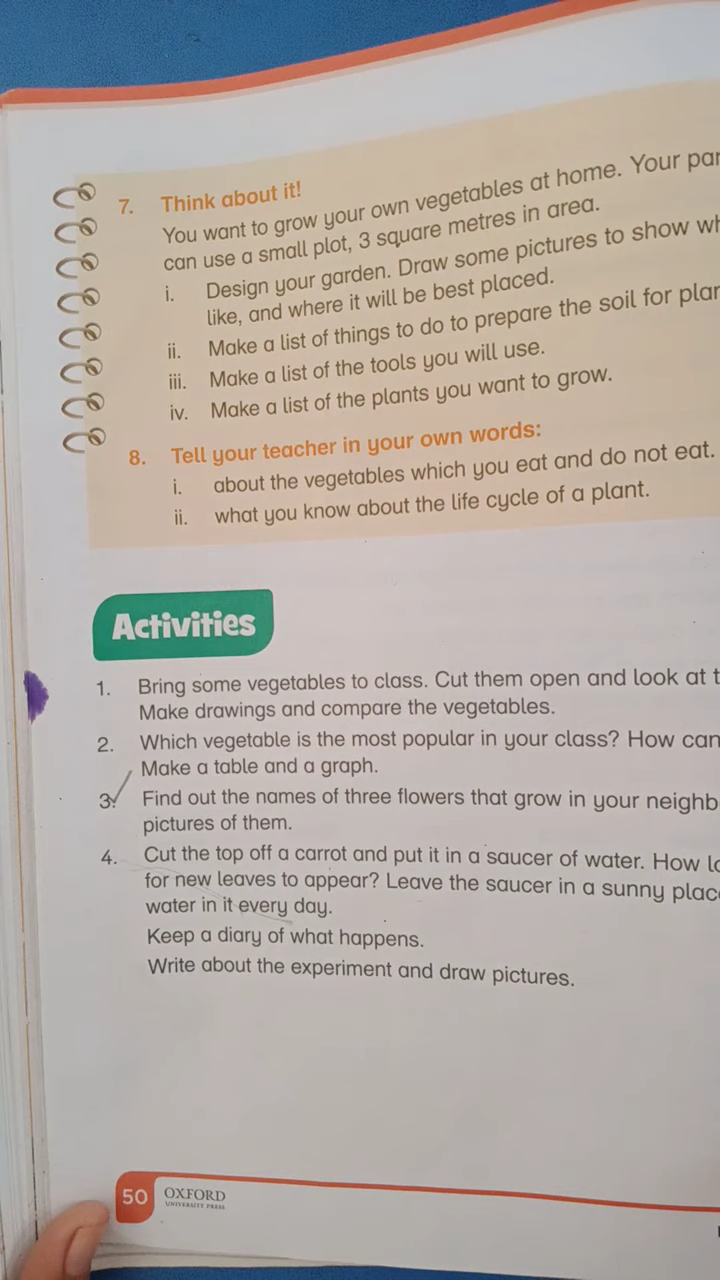 7. Think about it!
You want to grow your own vegetables at home. Your
can use a small plot, 3 square metres in area.
i. Design your garden. Draw some pictures to show
like, and where it will be best placed.
ii. Make a list of things to do to prepare the soil for
iii. Make a list of the tools you will use.
iv. Make a list of the plants you want to grow.
8. Tell your teacher in your own words:
i. about the vegetables which you eat and do not eat.
ii. what you know about the life cycle of a plant.
Activities
1. Bring some vegetables to class. Cut them open and look at
Make drawings and compare the vegetables.
2. Which vegetable is the most popular in your class? How can
Make a table and a graph.
3. Find out the names of three flowers that grow in your
pictures of them.
4. Cut the top off a carrot and put it in a saucer of water. How
for new leaves to appear? Leave the saucer in a sunny
water in it every day.
Keep a diary of what happens.
Write about the experiment and draw pictures.
50 OXFORD
UNIVERSITY PRESS